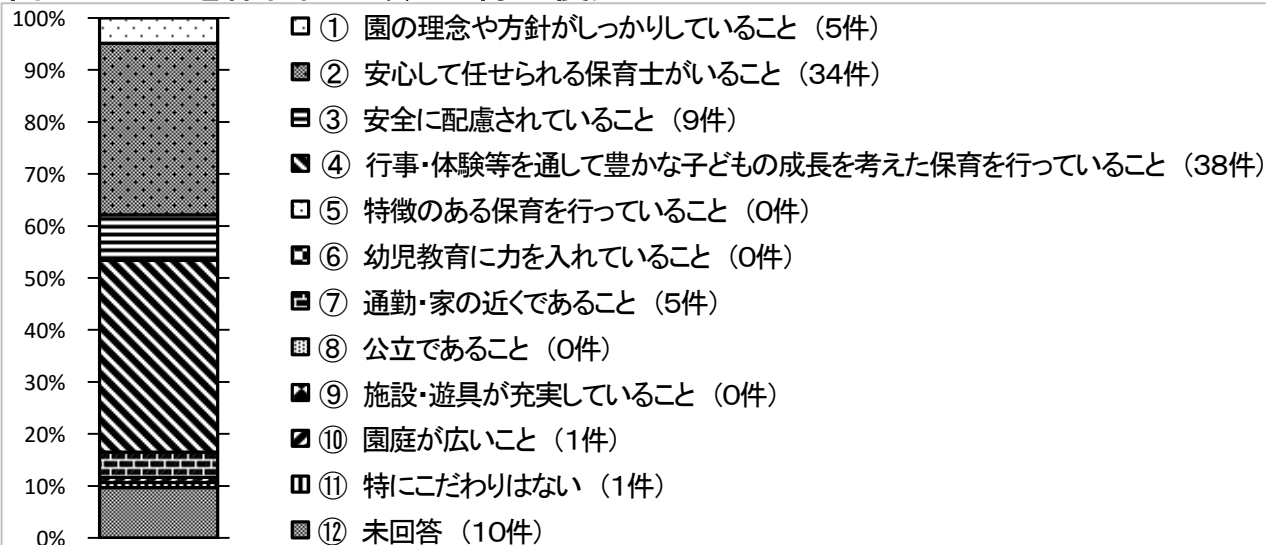 100%
90%
80%
70%
60%
50%
40%
30%
20%
10%
0%
① 園の理念や方針がしっかりしていること (5件)
② 安心して任せられる保育士がいること (34件)
③ 安全に配慮されていること (9件)
④ 行事・体験等を通して豊かな子どもの成長を考えた保育を行っていること (38件)
⑤ 特徴のある保育を行っていること (0件)
⑥ 幼児教育に力を入れていること (0件)
⑦ 通勤・家の近くであること (5件)
⑧ 公立であること (0件)
⑨ 施設・遊具が充実していること (0件)
⑩ 園庭が広いこと (1件)
⑪ 特にこだわりはない (1件)
⑫ 未回答 (10件)